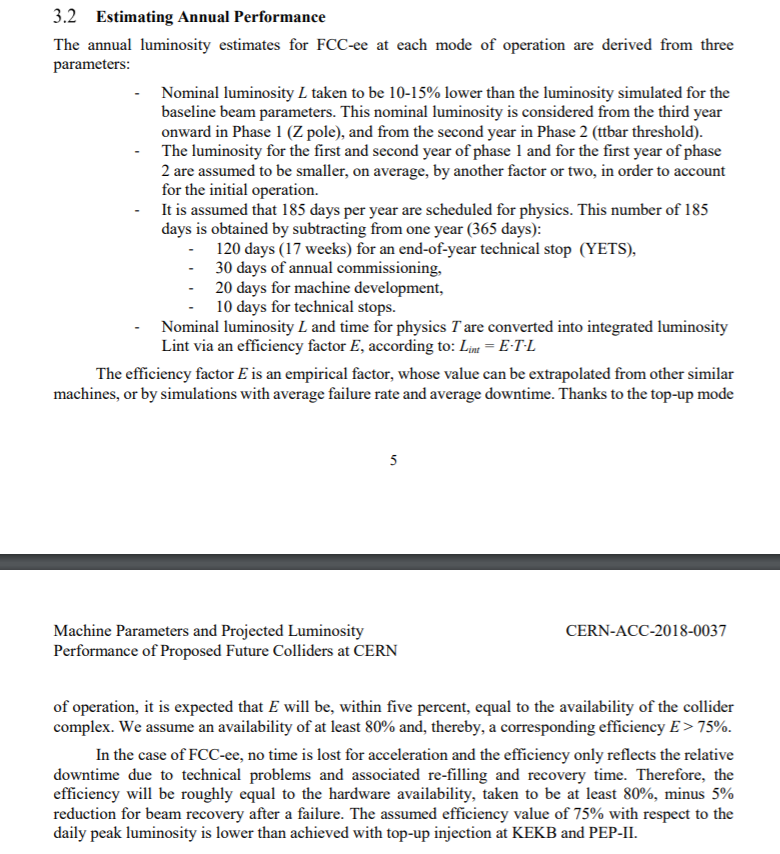 3.2 Estimating Annual Performance
The annual luminosity estimates for FCC-ee at each mode of operation are derived from three
parameters:
- Nominal luminosity L taken to be 10-15% lower than the luminosity simulated for the
baseline beam parameters. This nominal luminosity is considered from the third year
onward in Phase 1 (Z pole), and from the second year in Phase 2 (ttbar threshold).
- The luminosity for the first and second year of phase 1 and for the first year of phase
2 are assumed to be smaller, on average, by another factor or two, in order to account
for the initial operation.
- It is assumed that 185 days per year are scheduled for physics. This number of 185
days is obtained by subtracting from one year (365 days):
- 120 days (17 weeks) for an end-of-year technical stop (YETS),
- 30 days of annual commissioning,
- 20 days for machine development,
- 10 days for technical stops.
- Nominal luminosity L and time for physics T are converted into integrated luminosity
Lint via an efficiency factor E, according to: Lint = E·T·L
The efficiency factor E is an empirical factor, whose value can be extrapolated from other similar
machines, or by simulations with average failure rate and average downtime. Thanks to the top-up mode
5
Machine Parameters and Projected Luminosity CERN-ACC-2018-0037
Performance of Proposed Future Colliders at CERN
of operation, it is expected that E will be, within five percent, equal to the availability of the collider
complex. We assume an availability of at least 80% and, thereby, a corresponding efficiency E > 75%.
In the case of FCC-ee, no time is lost for acceleration and the efficiency only reflects the relative
downtime due to technical problems and associated re-filling and recovery time. Therefore, the
efficiency will be roughly equal to the hardware availability, taken to be at least 80%, minus 5%
reduction for beam recovery after a failure. The assumed efficiency value of 75% with respect to the
daily peak luminosity is lower than achieved with top-up injection at KEKB and PEP-II.